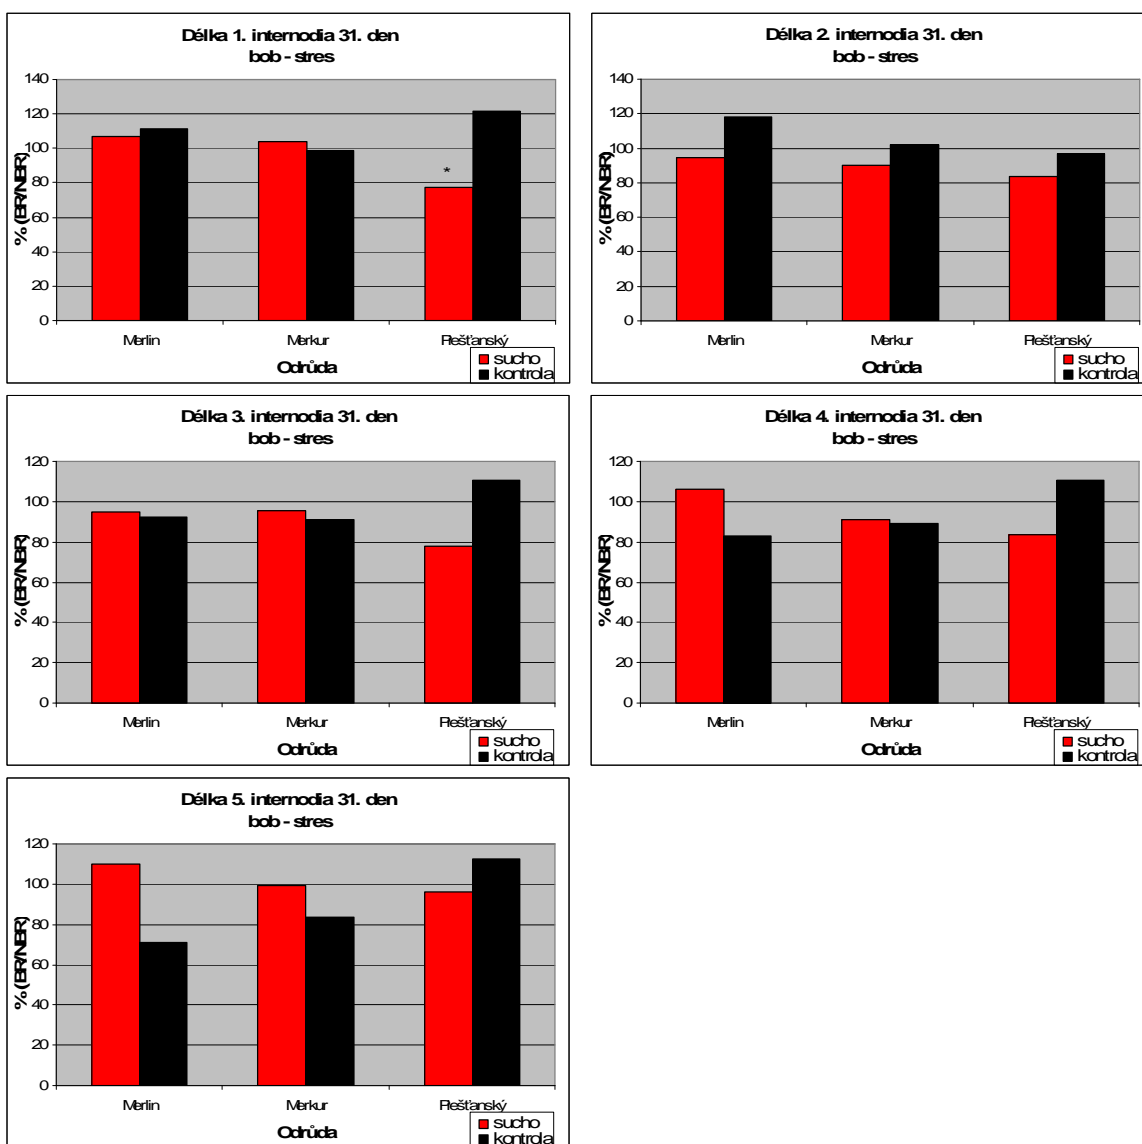 Délka 1. internodia 31. den
bob - stres
% (BR/NBR)
140
120
100
80
60
40
20
0
*
Merlin Merkur Přešťanský
Odrůda
sucho
kontrola
Délka 2. internodia 31. den
bob - stres
% (BR/NBR)
140
120
100
80
60
40
20
0
Merlin Merkur Přešťanský
Odrůda
sucho
kontrola
Délka 3. internodia 31. den
bob - stres
% (BR/NBR)
120
100
80
60
40
20
0
Merlin Merkur Přešťanský
Odrůda
sucho
kontrola
Délka 4. internodia 31. den
bob - stres
% (BR/NBR)
120
100
80
60
40
20
0
Merlin Merkur Přešťanský
Odrůda
sucho
kontrola
Délka 5. internodia 31. den
bob - stres
% (BR/NBR)
120
100
80
60
40
20
0
Merlin Merkur Přešťanský
Odrůda
sucho
kontrola